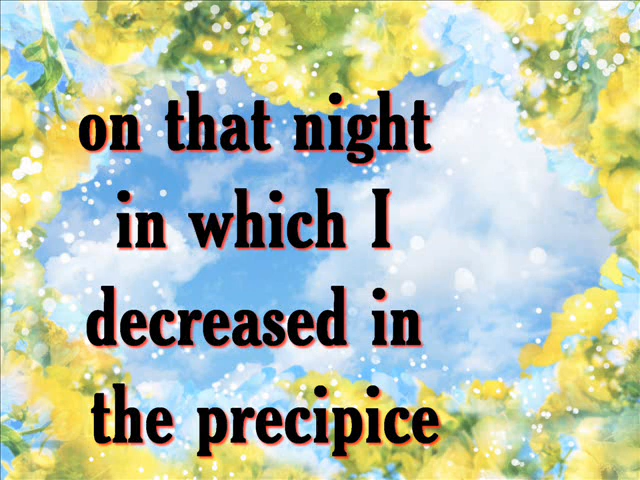 on that night
in which I
decreased in
the precipice